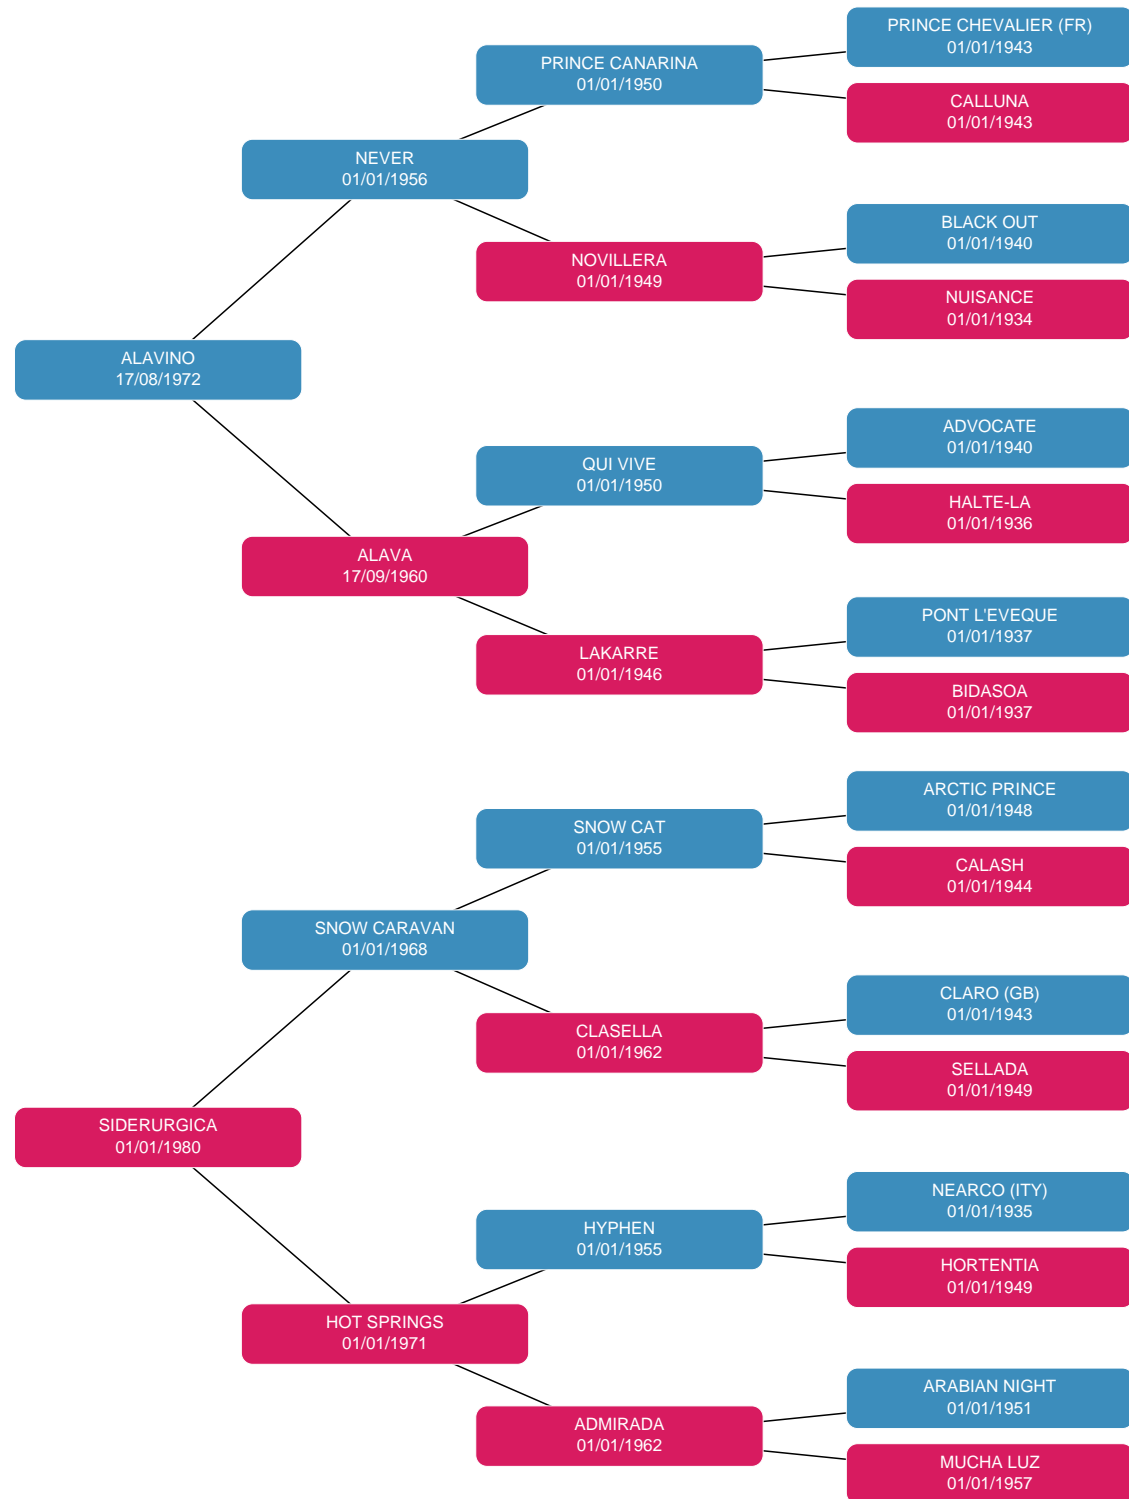 PRINCE CHEVALIER (FR)
01/01/1943
PRINCE CANARINA
01/01/1950
CALLUNA
01/01/1943
NEVER
01/01/1956
BLACK OUT
01/01/1940
NOVILLERA
01/01/1949
NUISANCE
01/01/1934
ALAVINO
17/08/1972
ADVOCATE
01/01/1940
QUI VIVE
01/01/1950
HALTE-LA
01/01/1936
ALAVA
17/09/1960
PONT L'EVEQUE
01/01/1937
LAKARRE
01/01/1946
BIDASOA
01/01/1937
ARCTIC PRINCE
01/01/1948
SNOW CAT
01/01/1955
CALASH
01/01/1944
SNOW CARAVAN
01/01/1968
CLARO (GB)
01/01/1943
CLASELLA
01/01/1962
SELLADA
01/01/1949
SIDERURGICA
01/01/1980
NEARCO (ITY)
01/01/1935
HYPHEN
01/01/1955
HORTENTIA
01/01/1949
HOT SPRINGS
01/01/1971
ARABIAN NIGHT
01/01/1951
ADMIRADA
01/01/1962
MUCHA LUZ
01/01/1957